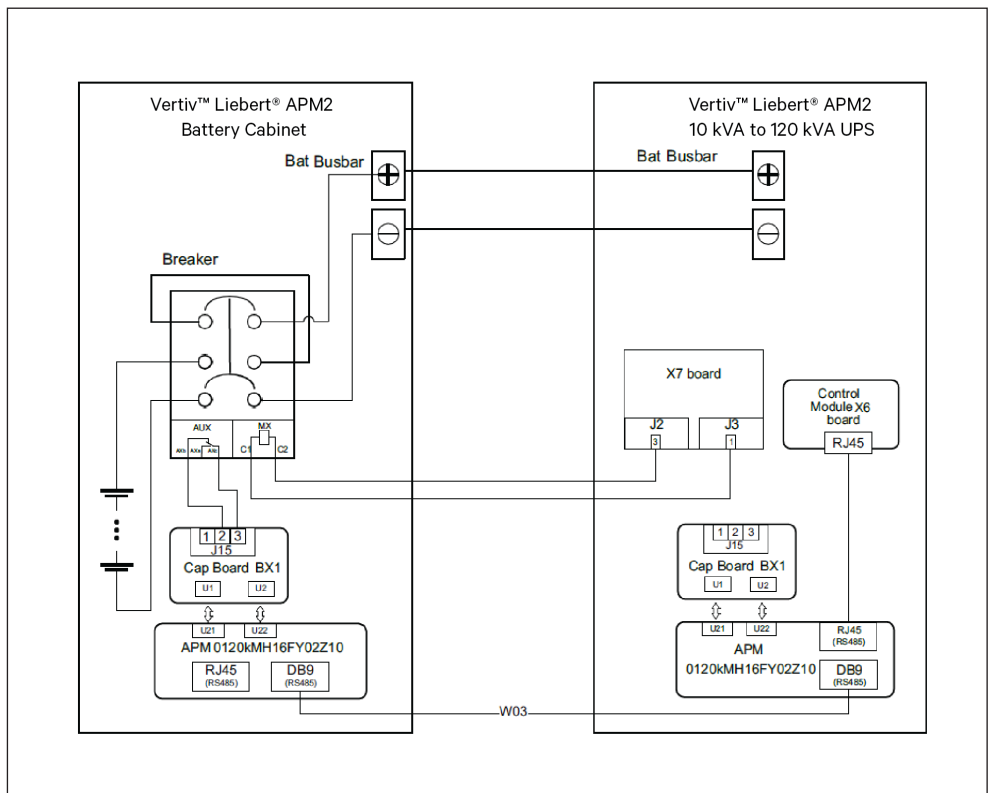 Vertiv™ Liebert® APM2
Battery Cabinet
Bat Busbar
Breaker
AUX
MX
AXb AXa AXc
C1
C2
1 2 3
J15
Cap Board BX1
U1
U2
U21
U22
APM 0120kMH16FY02Z10
RJ45
(RS485)
DB9
(RS485)
W03
Vertiv™ Liebert® APM2
10 kVA to 120 kVA UPS
Bat Busbar
X7 board
J2
3
J3
1
Control
Module X6
board
RJ45
1 2 3
J15
Cap Board BX1
U1
U2
U21
U22
APM
0120kMH16FY02Z10
RJ45
(RS485)
DB9
(RS485)